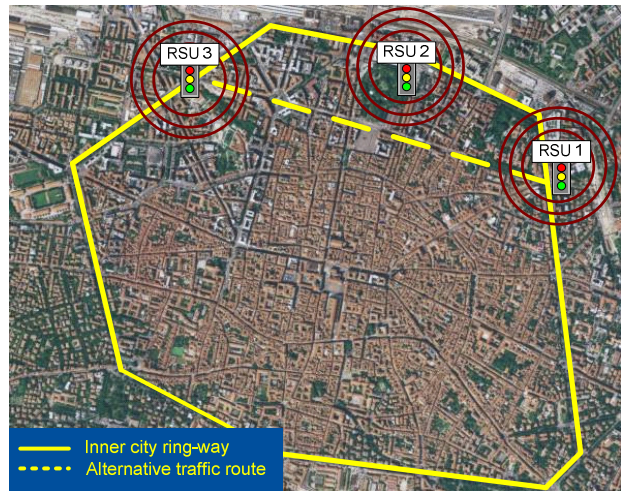 RSU 3
RSU 2
RSU 1
Inner city ring-way
Alternative traffic route